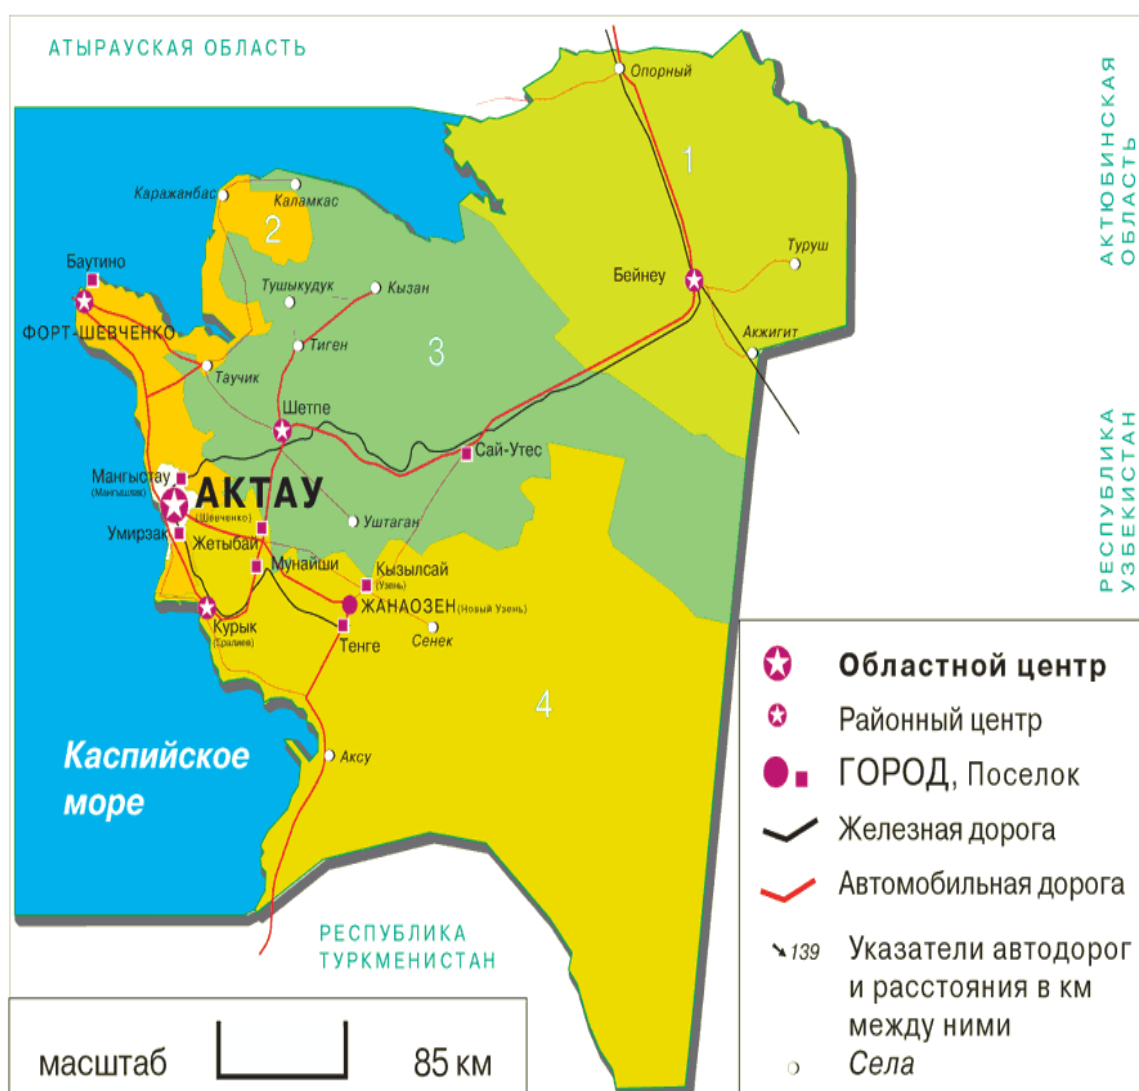 АТЫРАУСКАЯ ОБЛАСТЬ
АКТЮБИНСКАЯ
ОБЛАСТЬ
РЕСПУБЛИКА
УЗБЕКИСТАН
Опорный
1
Каражанбас
Каламкас
2
Туруш
Бейнеу
Баутино
Тушыкудук
Кызан
ФОРТ-ШЕВЧЕНКО
Акжигит
Тиген
3
Таучик
Шетпе
Сай-Утес
Мангыстау
(Мангышлак)
АКТАУ
(Шевченко)
Уштаган
Умирзак
Жетыбай
Мунайши
Кызылсай
(Узень)
ЖАНАОЗЕН (Новый Узень)
Курык
(Ералиев)
Тенге
Сенек
4
Каспийское
море
Аксу
РЕСПУБЛИКА
ТУРКМЕНИСТАН
масштаб 85 км
Областной центр
Районный центр
ГОРОД, Поселок
Железная дорога
Автомобильная дорога
139 Указатели автодорог
и расстояния в км
между ними
Села